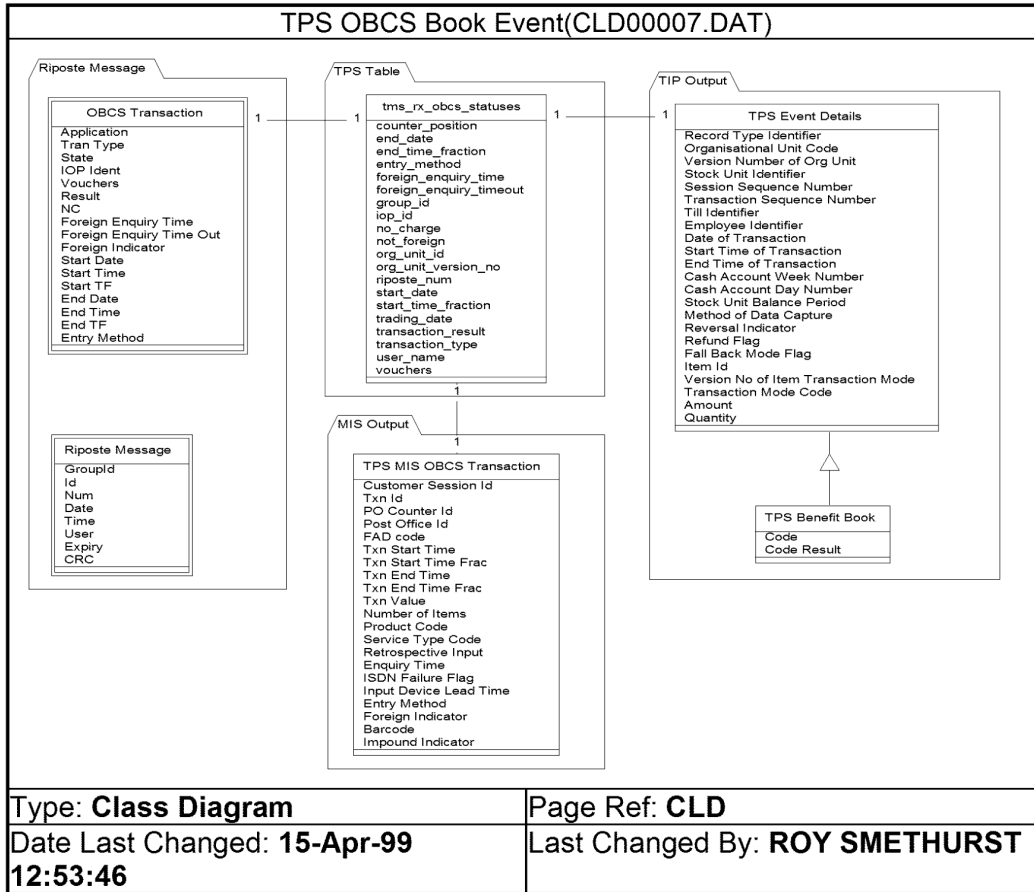 TPS OBCS Book Event(CLD00007.DAT)
Riposte Message
OBCS Transaction
Application
Tran Type
State
IOP Ident
Vouchers
Result
NC
Foreign Enquiry Time
Foreign Enquiry Time Out
Foreign Indicator
Start Date
Start Time
Start TF
End Date
End Time
End TF
Entry Method
1
1
Riposte Message
GroupId
Id
Num
Date
Time
User
Expiry
CRC
TPS Table
tms_rx_obcs_statuses
counter_position
end_date
end_time_fraction
entry_method
foreign_enquiry_time
foreign_enquiry_timeout
group_id
iop_id
no_charge
not_foreign
org_unit_id
org_unit_version_no
riposte_num
start_date
start_time_fraction
trading_date
transaction_result
transaction_type
user_name
vouchers
1
1
1
1
MIS Output
TPS MIS OBCS Transaction
Customer Session Id
Txn Id
PO Counter Id
Post Office Id
FAD code
Txn Start Time
Txn Start Time Frac
Txn End Time
Txn End Time Frac
Txn Value
Number of Items
Product Code
Service Type Code
Retrospective Input
Enquiry Time
ISDN Failure Flag
Input Device Lead Time
Entry Method
Foreign Indicator
Barcode
Impound Indicator
TIP Output
TPS Event Details
Record Type Identifier
Organisational Unit Code
Version Number of Org Unit
Stock Unit Identifier
Session Sequence Number
Transaction Sequence Number
Till Identifier
Employee Identifier
Date of Transaction
Start Time of Transaction
End Time of Transaction
Cash Account Week Number
Cash Account Day Number
Stock Unit Balance Period
Method of Data Capture
Reversal Indicator
Refund Flag
Fall Back Mode Flag
Item Id
Version No of Item Transaction Mode
Transaction Mode Code
Amount
Quantity
TPS Benefit Book
Code
Code Result
Type: Class Diagram
Page Ref: CLD
Date Last Changed: 15-Apr-99
12:53:46
Last Changed By: ROY SMETHURST